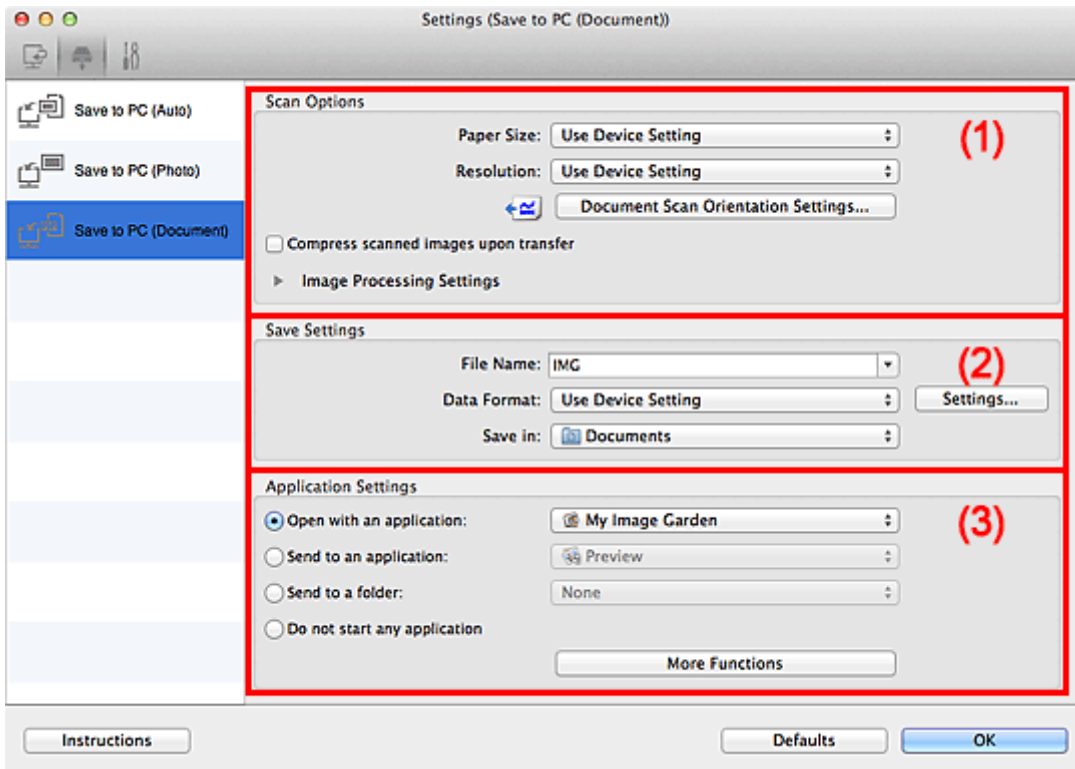 Settings (Save to PC (Document))
Save to PC (Auto)
Save to PC (Photo)
Save to PC (Document)
Scan Options
(1)
Paper Size: Use Device Setting
Resolution: Use Device Setting
Document Scan Orientation Settings...
Compress scanned images upon transfer
Image Processing Settings
Save Settings
(2)
File Name: IMG
Data Format: Use Device Setting Settings...
Save in: Documents
Application Settings
(3)
Open with an application: My Image Garden
Send to an application: Preview
Send to a folder: None
Do not start any application
More Functions
Instructions Defaults OK